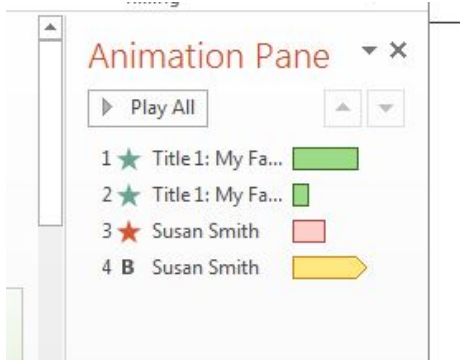 Animation Pane
Play All
1 Title 1: My Fa...
2 Title 1: My Fa...
3 Susan Smith
4 B Susan Smith